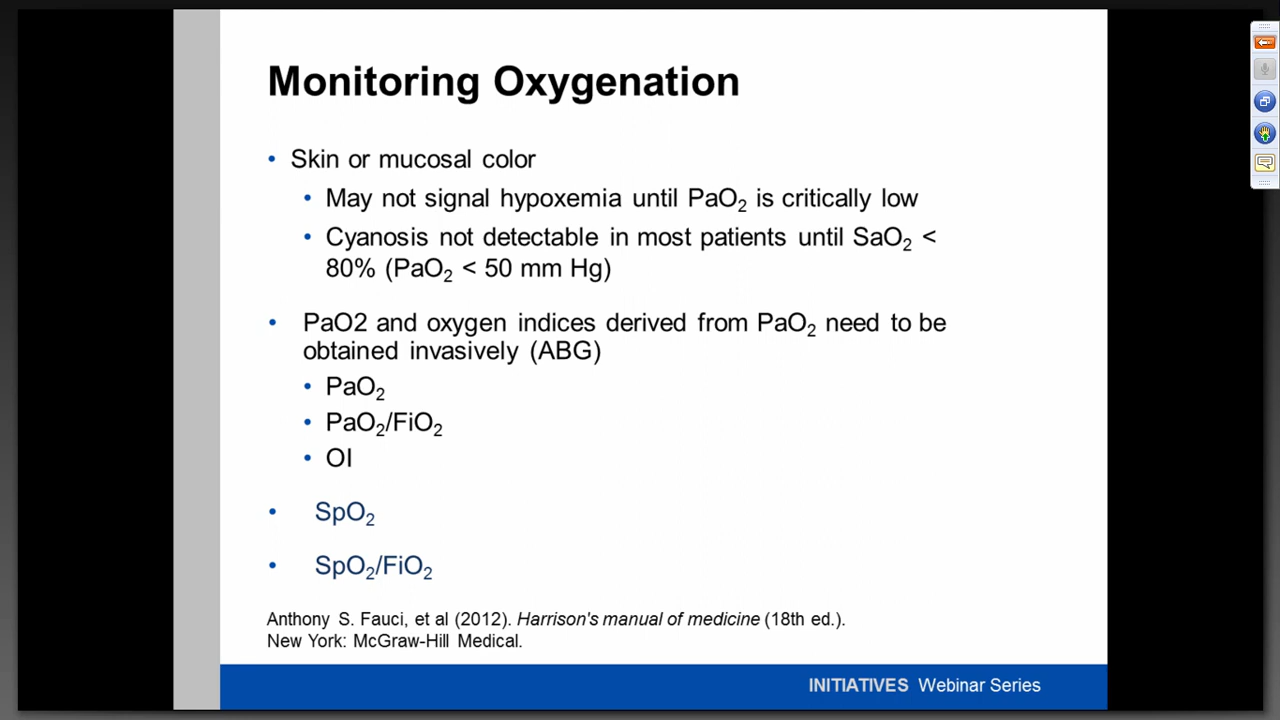 Monitoring Oxygenation
• Skin or mucosal color
• May not signal hypoxemia until PaO₂ is critically low
• Cyanosis not detectable in most patients until SaO₂ <
80% (PaO₂ < 50 mm Hg)
• PaO2 and oxygen indices derived from PaO₂ need to be
obtained invasively (ABG)
• PaO₂
• PaO₂/FiO₂
• OI
• SpO₂
• SpO₂/FiO₂
Anthony S. Fauci, et al (2012). Harrison's manual of medicine (18th ed.).
New York: McGraw-Hill Medical.
INITIATIVES Webinar Series